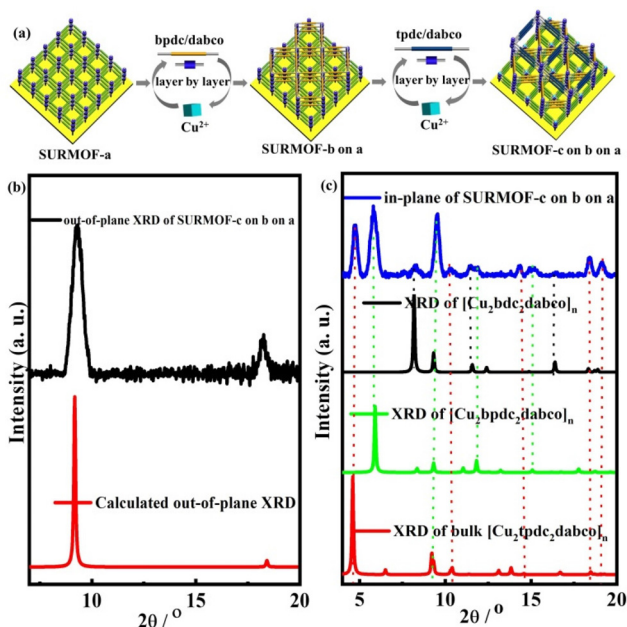 (a)
bpdc/dabco
tpdc/dabco
layer by layer
layer by layer
Cu²⁺
Cu²⁺
SURMOF-a
SURMOF-b on a
SURMOF-c on b on a
(b)
out-of-plane XRD of SURMOF-c on b on a
Calculated out-of-plane XRD
Intensity (a. u.)
10
15
20
2θ / °
(c)
in-plane of SURMOF-c on b on a
XRD of [Cu₂bdc₂dabco]ₙ
XRD of [Cu₂bpdc₂dabco]ₙ
XRD of bulk [Cu₂tpdc₂dabco]ₙ
Intensity (a. u.)
5
10
15
20
2θ / °